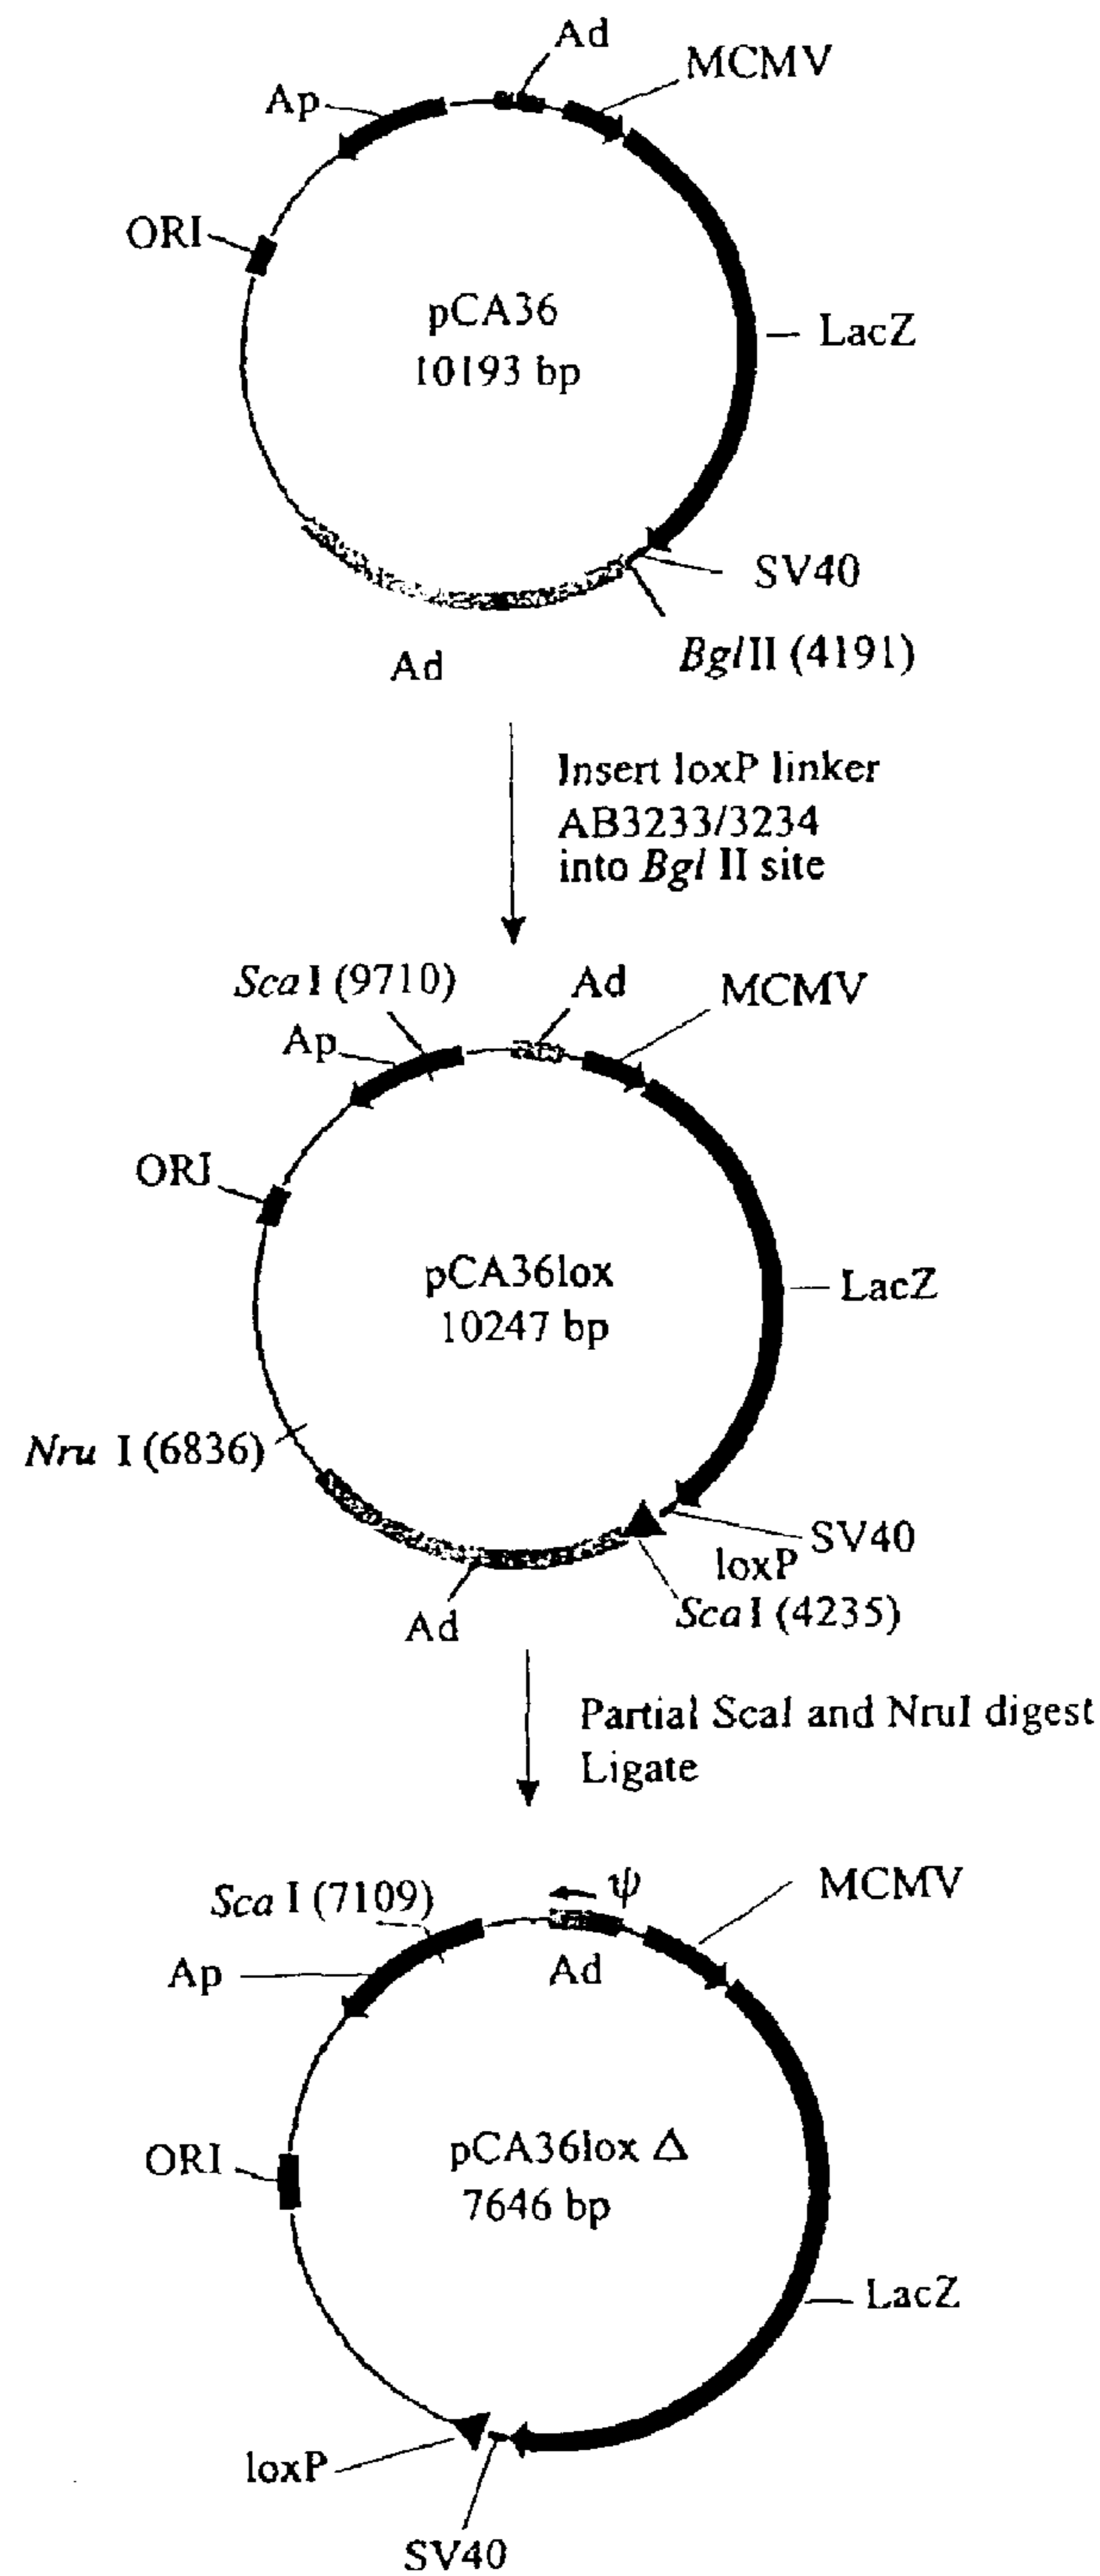 Ad
MCMV
Ap
ORI
pCA36
10193 bp
LacZ
SV40
BglII (4191)
Ad
Insert loxP linker
AB3233/3234
into Bgl II site
Sca I (9710)
Ad
MCMV
Ap
ORI
pCA36lox
10247 bp
LacZ
Nru I (6836)
SV40
loxP
Sca I (4235)
Ad
Partial ScaI and NruI digest
Ligate
ψ
MCMV
Sca I (7109)
Ap
Ad
ORI
pCA36lox Δ
7646 bp
LacZ
loxP
SV40